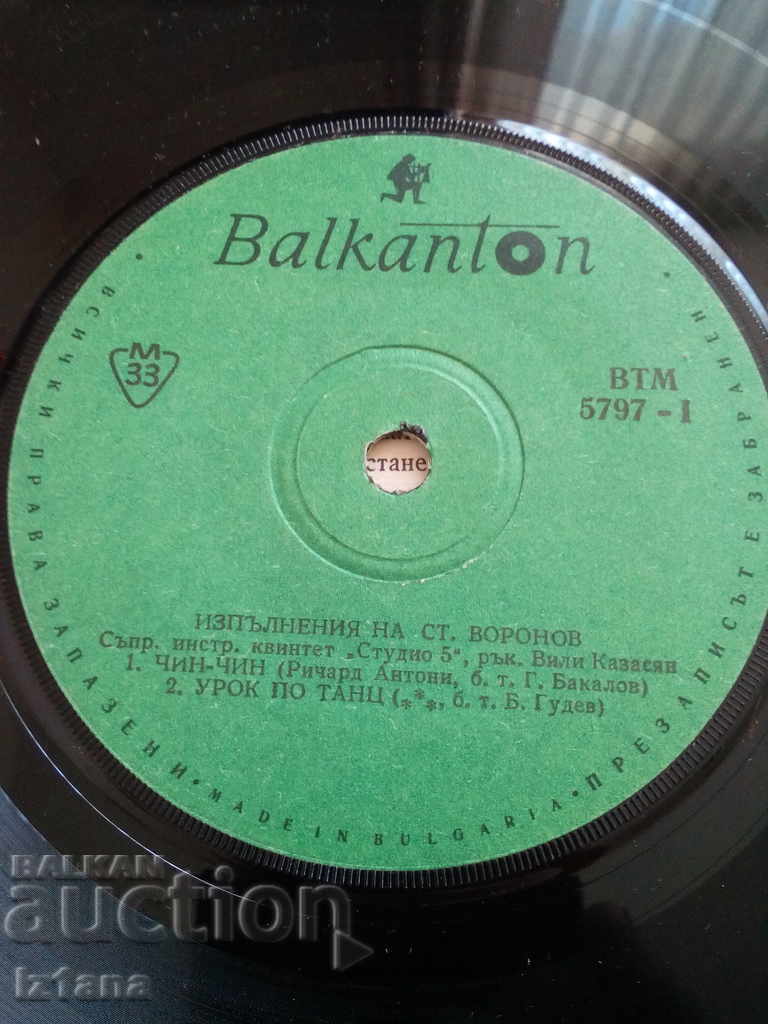 Balkanton
М
33
ВТМ
5797 - I
стане
ИЗПЪЛНЕНИЯ НА СТ. ВОРОНОВ
Съпр. инстр. квинтет „Студио 5", рък. Вили Казасян
1. ЧИН-ЧИН (Ричард Антони, б. т. Г. Бакалов)
2. УРОК ПО ТАНЦ (***, б. т. Б. Гудев)
• ВСИЧКИ ПРАВА ЗАПАЗЕНИ • MADE IN BULGARIA • ПРЕЗАПИСЪТ Е ЗАБРАНЕН •
BALKAN
auction
Iz1ana